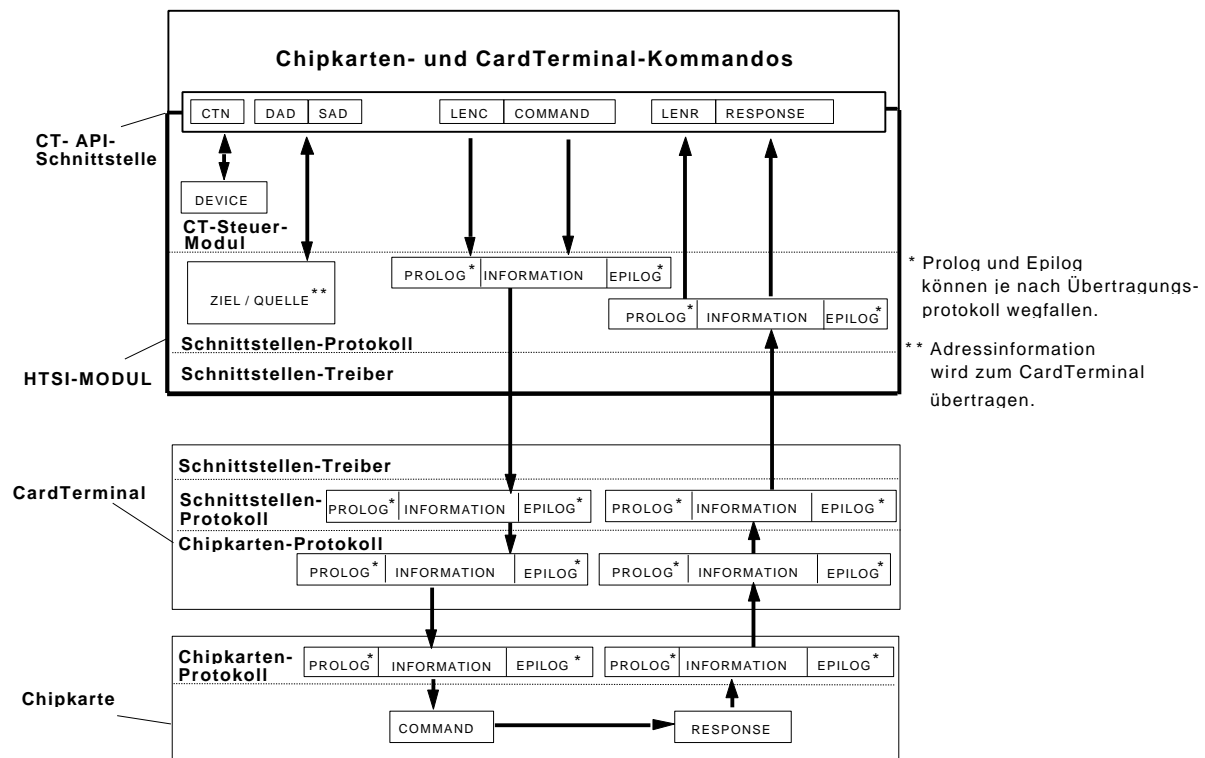 Chipkarten- und CardTerminal-Kommandos
CTN DAD SAD LENC COMMAND LENR RESPONSE
CT- API-
Schnittstelle
DEVICE
CT-Steuer-
Modul
PROLOG* INFORMATION EPILOG*
ZIEL / QUELLE**
PROLOG* INFORMATION EPILOG*
* Prolog und Epilog
können je nach Übertragungs-
protokoll wegfallen.
Schnittstellen-Protokoll
** Adressinformation
wird zum CardTerminal
übertragen.
HTSI-MODUL
Schnittstellen-Treiber
Schnittstellen-Treiber
CardTerminal
Schnittstellen-
Protokoll
PROLOG* INFORMATION EPILOG* PROLOG* INFORMATION EPILOG*
Chipkarten-Protokoll
PROLOG* INFORMATION EPILOG* PROLOG* INFORMATION EPILOG*
Chipkarten-
Protokoll
PROLOG* INFORMATION EPILOG* PROLOG* INFORMATION EPILOG*
Chipkarte
COMMAND RESPONSE